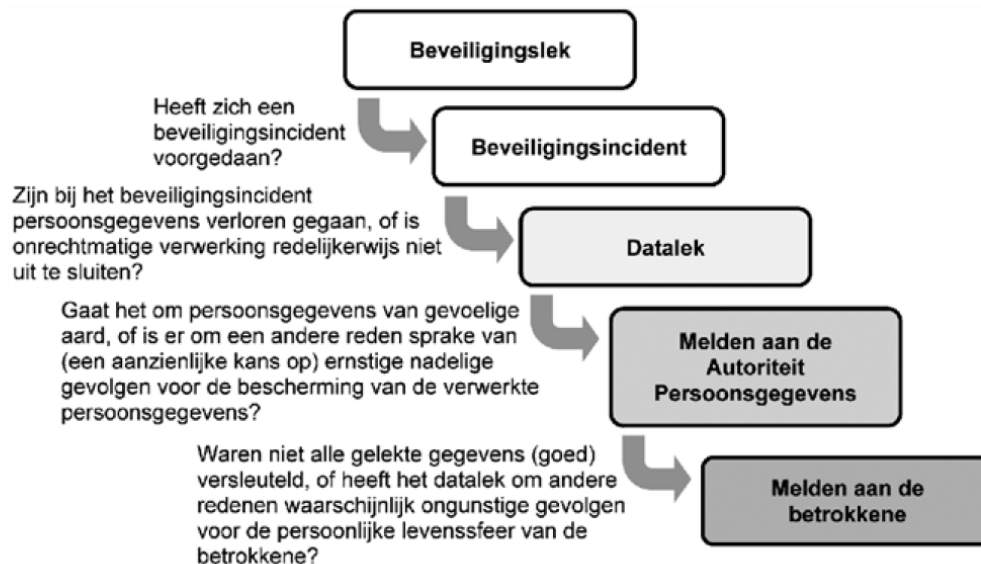 Beveiligingslek
Heeft zich een
beveiligingsincident
voorgedaan?
Beveiligingsincident
Zijn bij het beveiligingsincident
persoonsgegevens verloren gegaan, of is
onrechtmatige verwerking redelijkerwijs niet
uit te sluiten?
Datalek
Gaat het om persoonsgegevens van gevoelige
aard, of is er om een andere reden sprake van
(een aanzienlijke kans op) ernstige nadelige
gevolgen voor de bescherming van de verwerkte
persoonsgegevens?
Melden aan de
Autoriteit
Persoonsgegevens
Waren niet alle gelekte gegevens (goed)
versleuteld, of heeft het datalek om andere
redenen waarschijnlijk ongunstige gevolgen
voor de persoonlijke levenssfeer van de
betrokkene?
Melden aan de
betrokkene